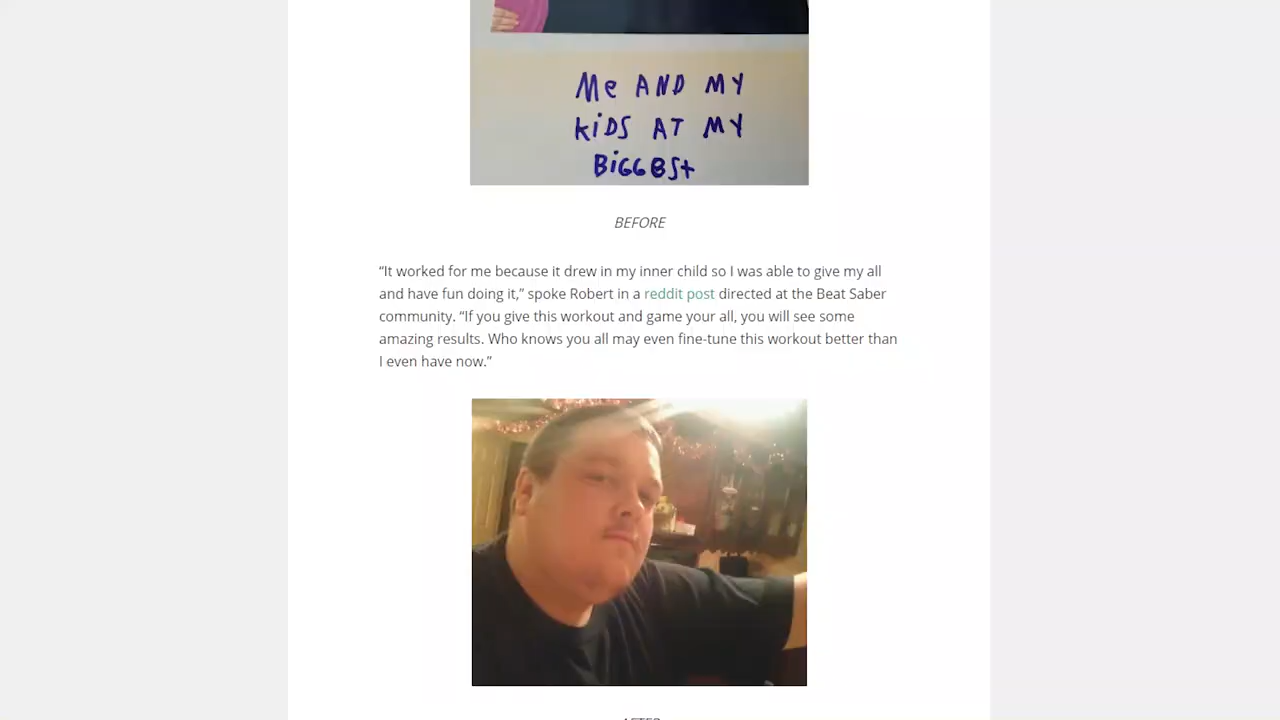 Me AND MY
KiDS AT MY
BiGGESt
BEFORE
“It worked for me because it drew in my inner child so I was able to give my all
and have fun doing it,” spoke Robert in a reddit post directed at the Beat Saber
community. “If you give this workout and game your all, you will see some
amazing results. Who knows you all may even fine-tune this workout better than
I even have now.”